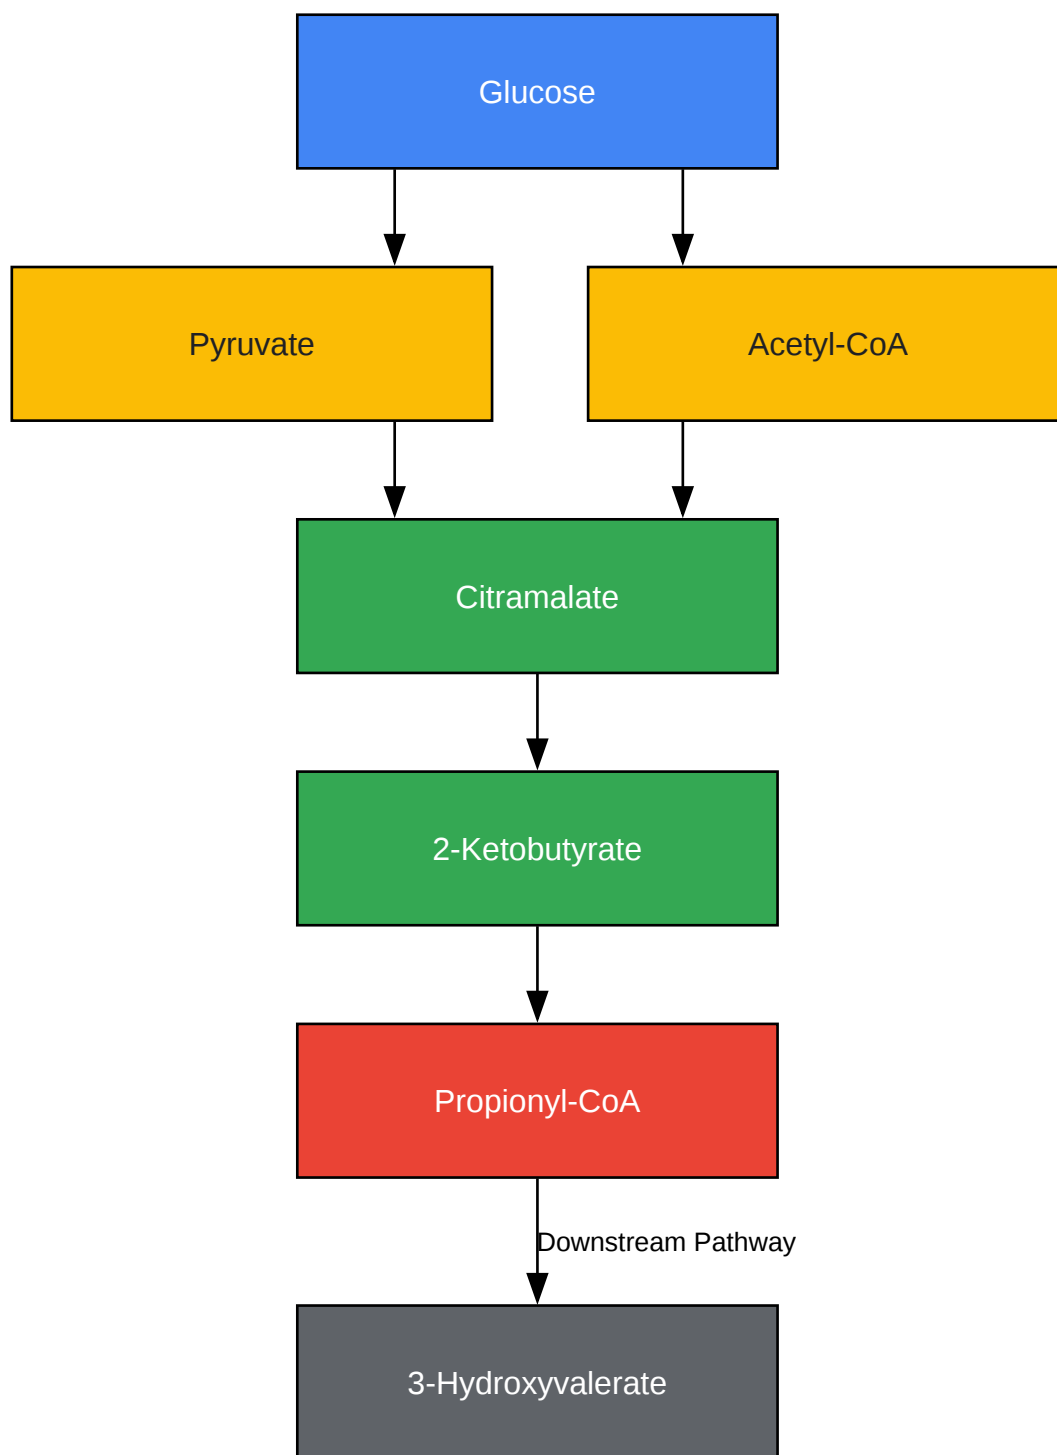 Glucose
Pyruvate
Acetyl-CoA
Citramalate
2-Ketobutyrate
Propionyl-CoA
Downstream Pathway
3-Hydroxyvalerate